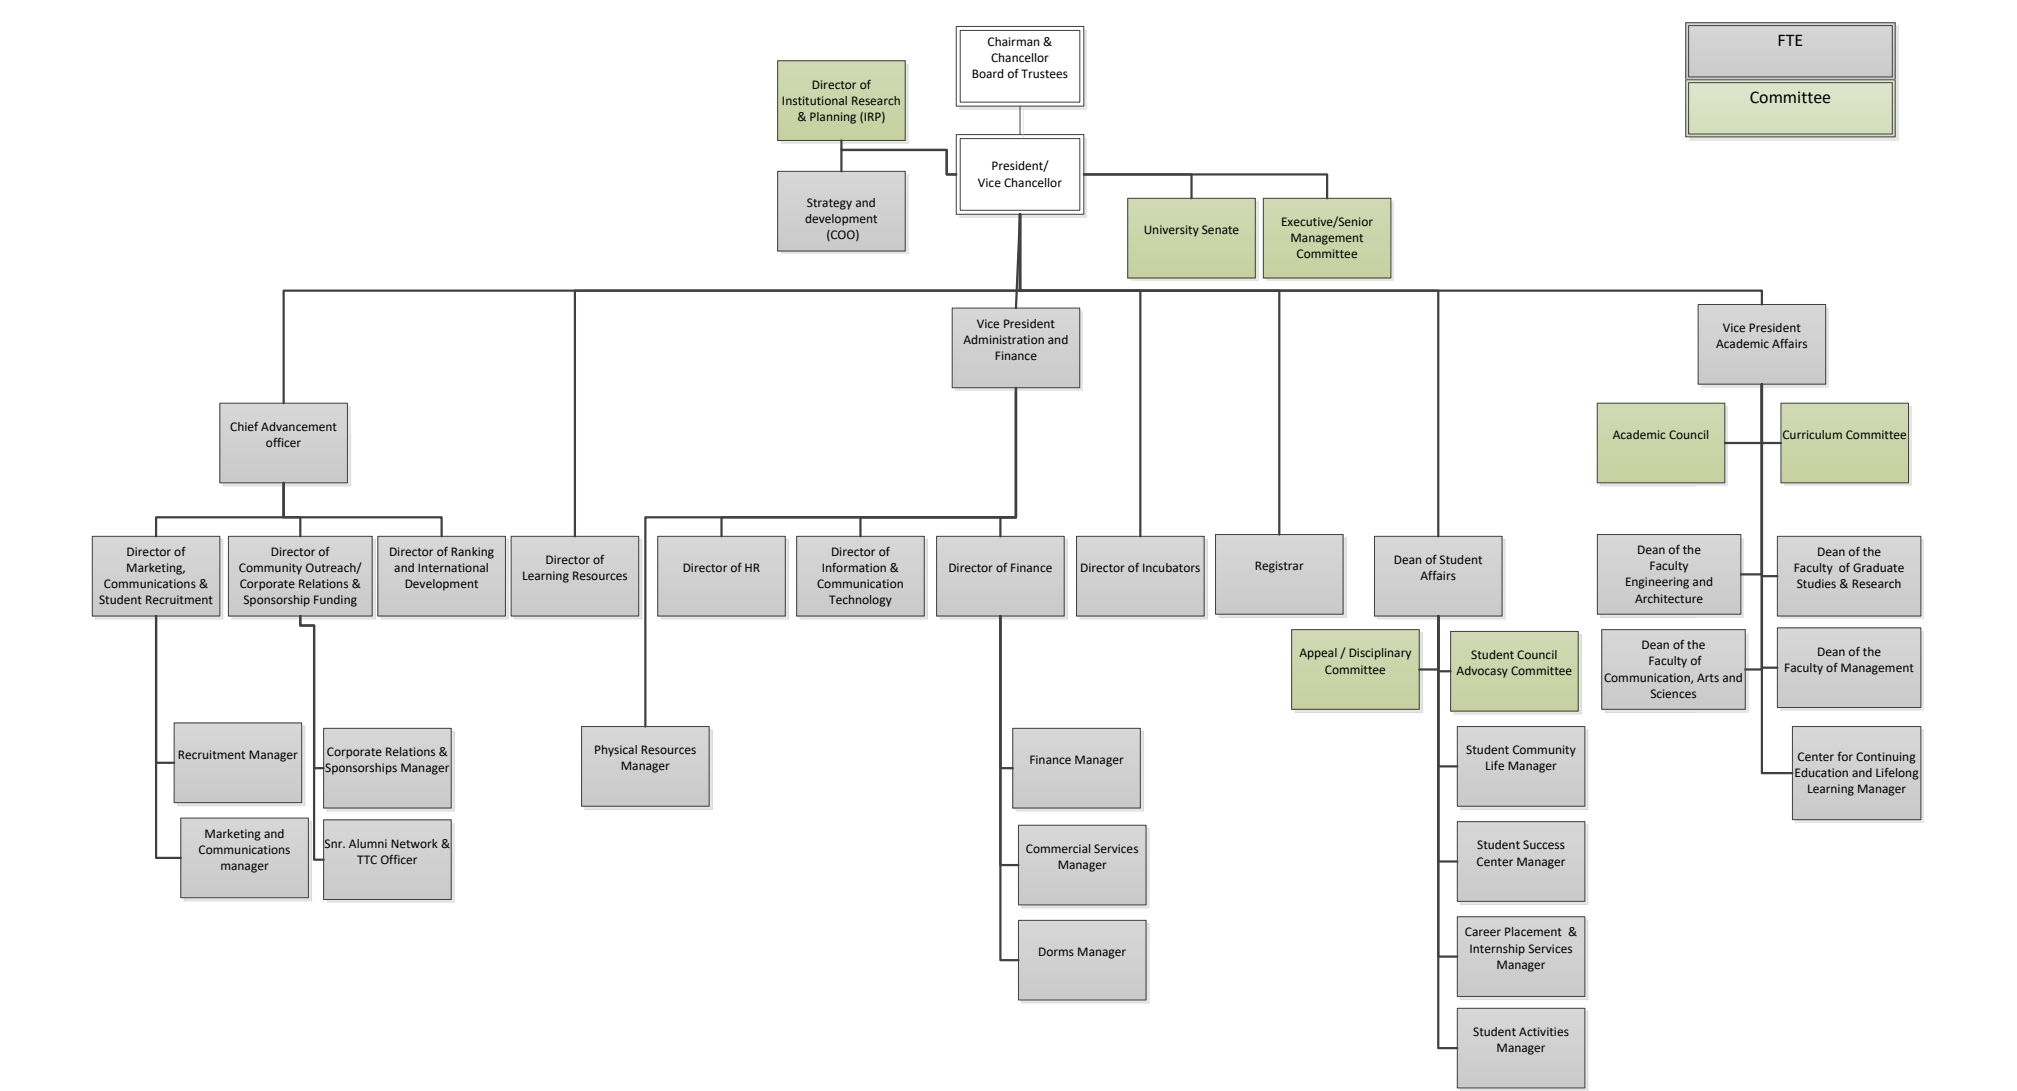 Chairman &
Chancellor
Board of Trustees
FTE
Committee
Director of
Institutional Research
& Planning (IRP)
President/
Vice Chancellor
Strategy and
development
(COO)
University Senate
Executive/Senior
Management
Committee
Vice President
Administration and
Finance
Vice President
Academic Affairs
Chief Advancement
officer
Academic Council
Curriculum Committee
Director of
Marketing,
Communications &
Student Recruitment
Director of
Community Outreach/
Corporate Relations &
Sponsorship Funding
Director of Ranking
and International
Development
Director of
Learning Resources
Director of HR
Director of
Information &
Communication
Technology
Director of Finance
Director of Incubators
Registrar
Dean of Student
Affairs
Dean of the
Faculty
Engineering and
Architecture
Dean of the
Faculty  of Graduate
Studies & Research
Appeal / Disciplinary
Committee
Student Council
Advocasy Committee
Dean of the
Faculty of
Communication, Arts and
Sciences
Dean of the
Faculty of Management
Recruitment Manager
Corporate Relations &
Sponsorships Manager
Physical Resources
Manager
Finance Manager
Student Community
Life Manager
Center for Continuing
Education and Lifelong
Learning Manager
Marketing and
Communications
manager
Snr. Alumni Network &
TTC Officer
Commercial Services
Manager
Student Success
Center Manager
Dorms Manager
Career Placement  &
Internship Services
Manager
Student Activities
Manager